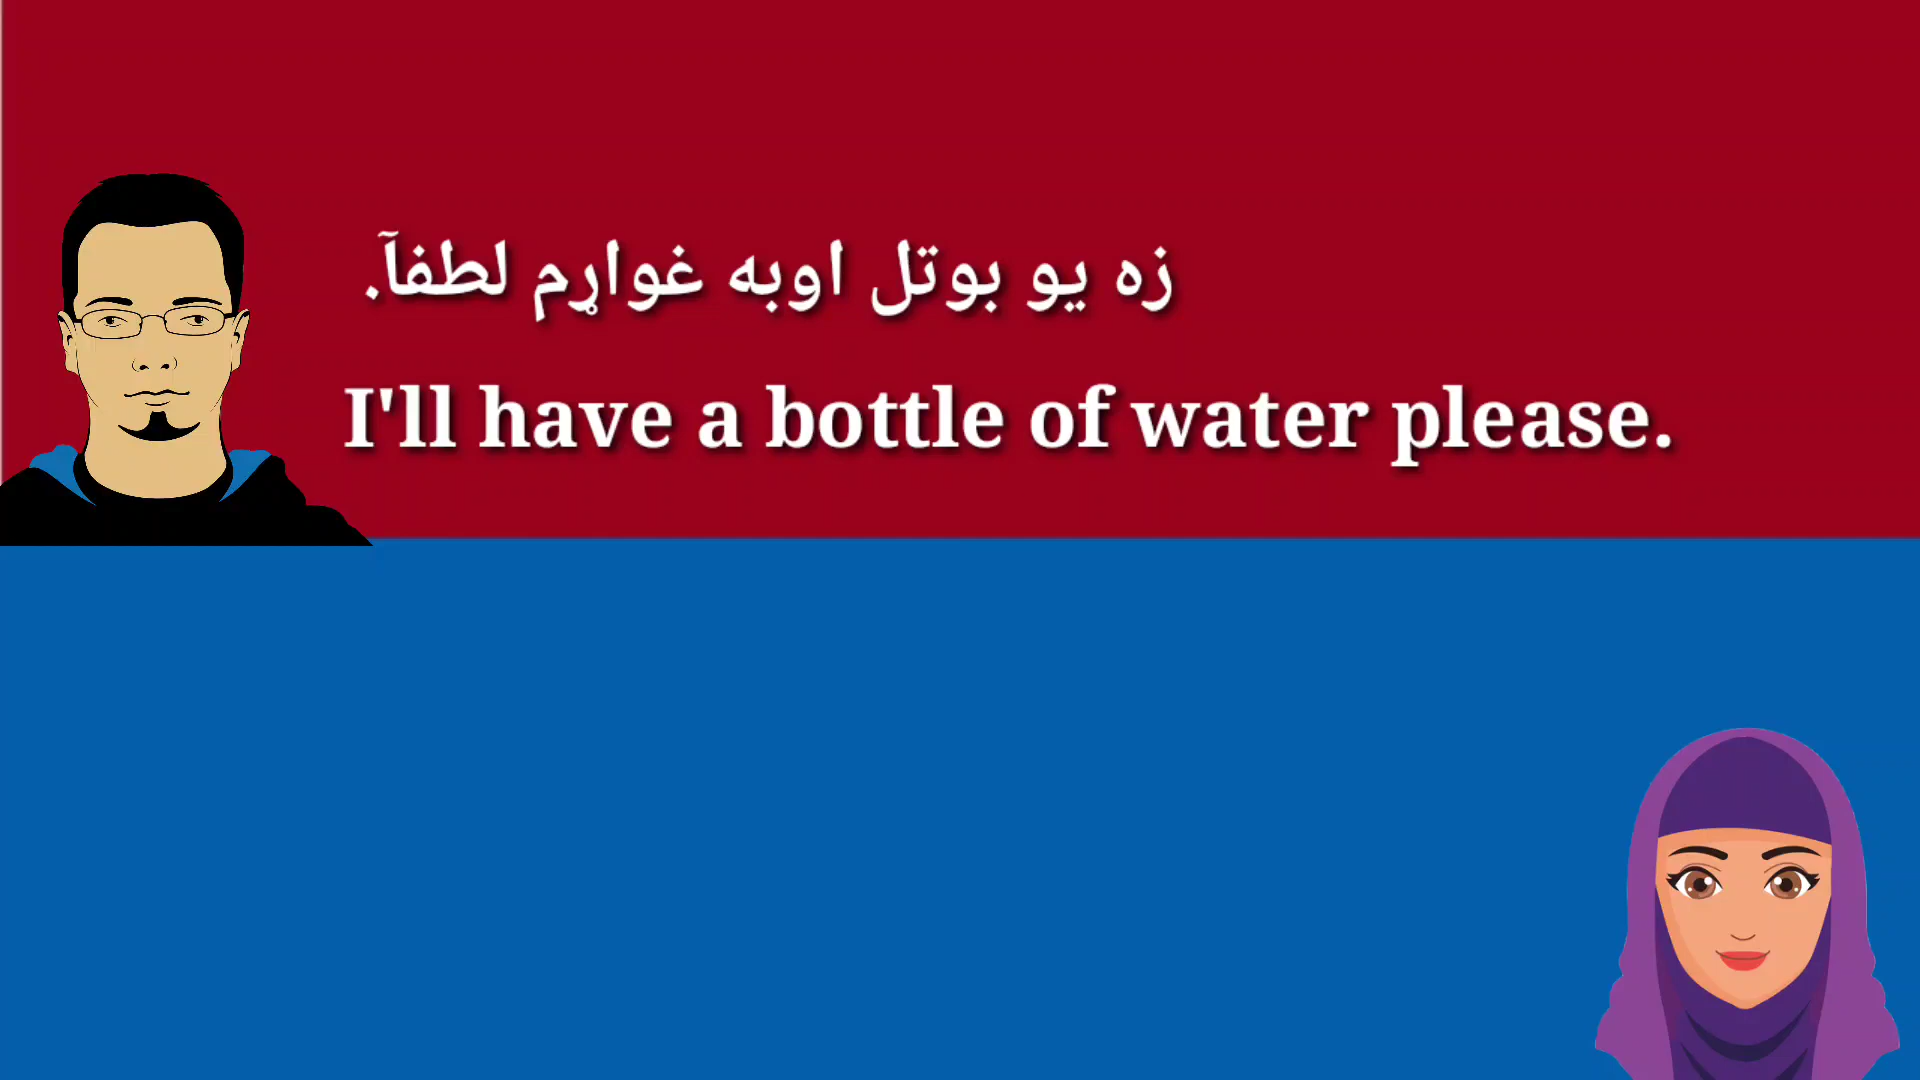 زه یو بوتل اوبه غواړم لطفآ.
I'll have a bottle of water please.